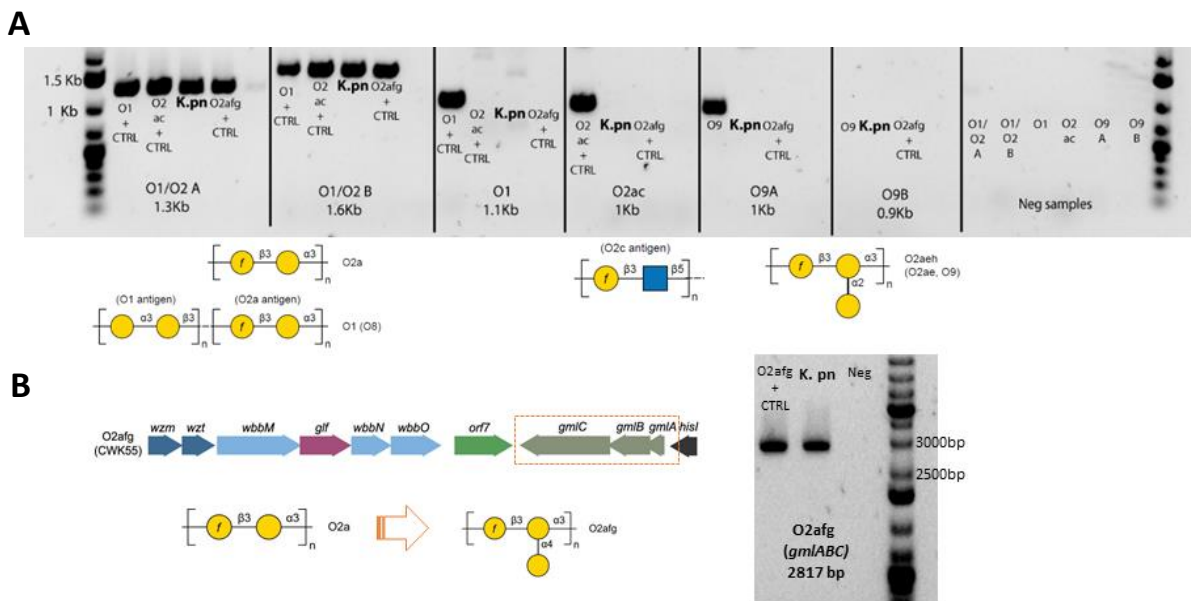 A
1.5 Kb
1 Kb
O1
+
CTRL
O2
ac
+
CTRL
K.pn
O2afg
+
CTRL
O1/O2 A
1.3Kb
O1
+
CTRL
O2
ac
+
CTRL
K.pn
O2afg
+
CTRL
O1/O2 B
1.6Kb
O1
+
CTRL
O2
ac
+
CTRL
K.pn
O2afg
+
CTRL
O1
1.1Kb
O2
ac
+
CTRL
K.pn
O2afg
+
CTRL
O2ac
1Kb
O9
K.pn
O2afg
+
CTRL
O9A
1Kb
O9
K.pn
O2afg
+
CTRL
O9B
0.9Kb
O1/
O2
A
O1/
O2
B
O1
O2
ac
O9
A
O9
B
Neg samples
f β3 α3 n O2a
(O1 antigen)
α3 β3 n
(O2a antigen)
f β3 α3 n O1 (O8)
(O2c antigen)
f β3 β5 n
f β3 α3 α2 n
O2aeh
(O2ae, O9)
B
O2afg
(CWK55)
wzm wzt wbbM glf wbbN wbbO orf7 gmlC gmlB gmlA hisI
f β3 α3 n O2a
f β3 α3 α4 n O2afg
O2afg
+
CTRL
K. pn
Neg
3000bp
2500bp
O2afg
(gmlABC)
2817 bp